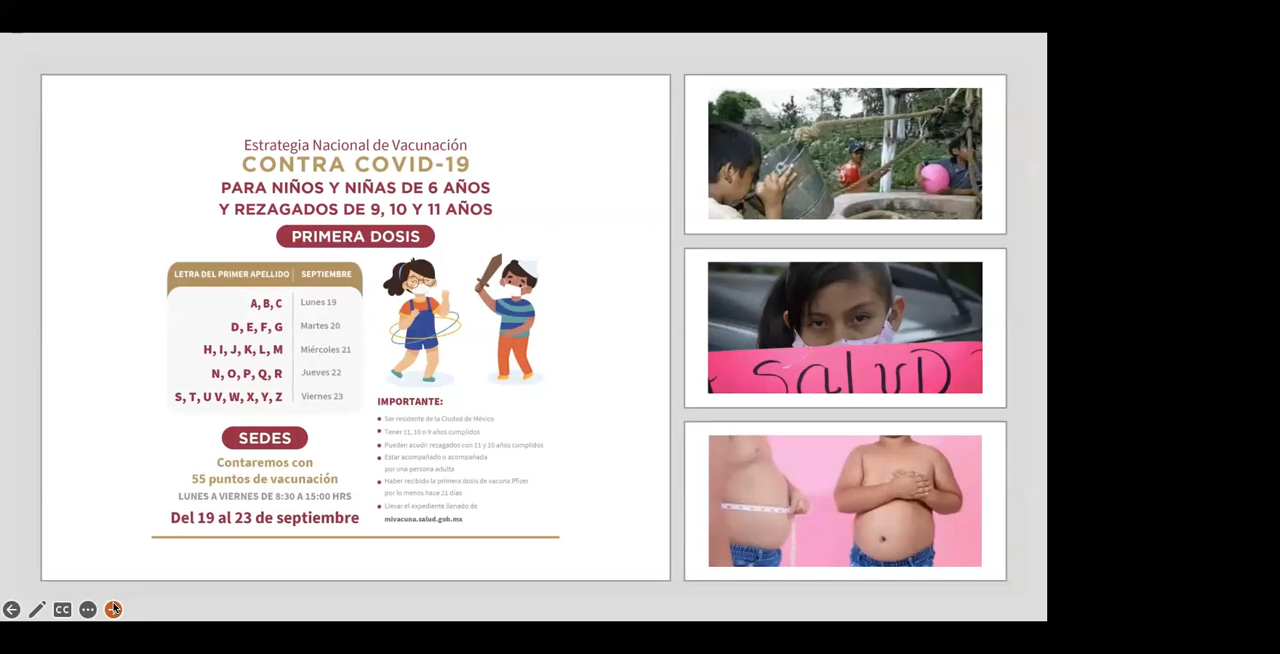 Estrategia Nacional de Vacunación
CONTRA COVID-19
PARA NIÑOS Y NIÑAS DE 6 AÑOS
Y REZAGADOS DE 9, 10 Y 11 AÑOS
PRIMERA DOSIS
LETRA DEL PRIMER APELLIDO SEPTIEMBRE
A, B, C Lunes 19
D, E, F, G Martes 20
H, I, J, K, L, M Miércoles 21
N, O, P, Q, R Jueves 22
S, T, U V, W, X, Y, Z Viernes 23
SEDES
Contaremos con
55 puntos de vacunación
LUNES A VIERNES DE 8:30 A 15:00 HRS
Del 19 al 23 de septiembre
IMPORTANTE:
Ser residente de la Ciudad de México
Tener 11, 10 o 9 años cumplidos
Pueden acudir rezagados con 11 y 10 años cumplidos
Estar acompañado o acompañada
por una persona adulta
Haber recibido la primera dosis de vacuna Pfizer
por lo menos hace 21 días
Llevar el expediente llenado de
mivacuna.salud.gob.mx
SaluD
CC